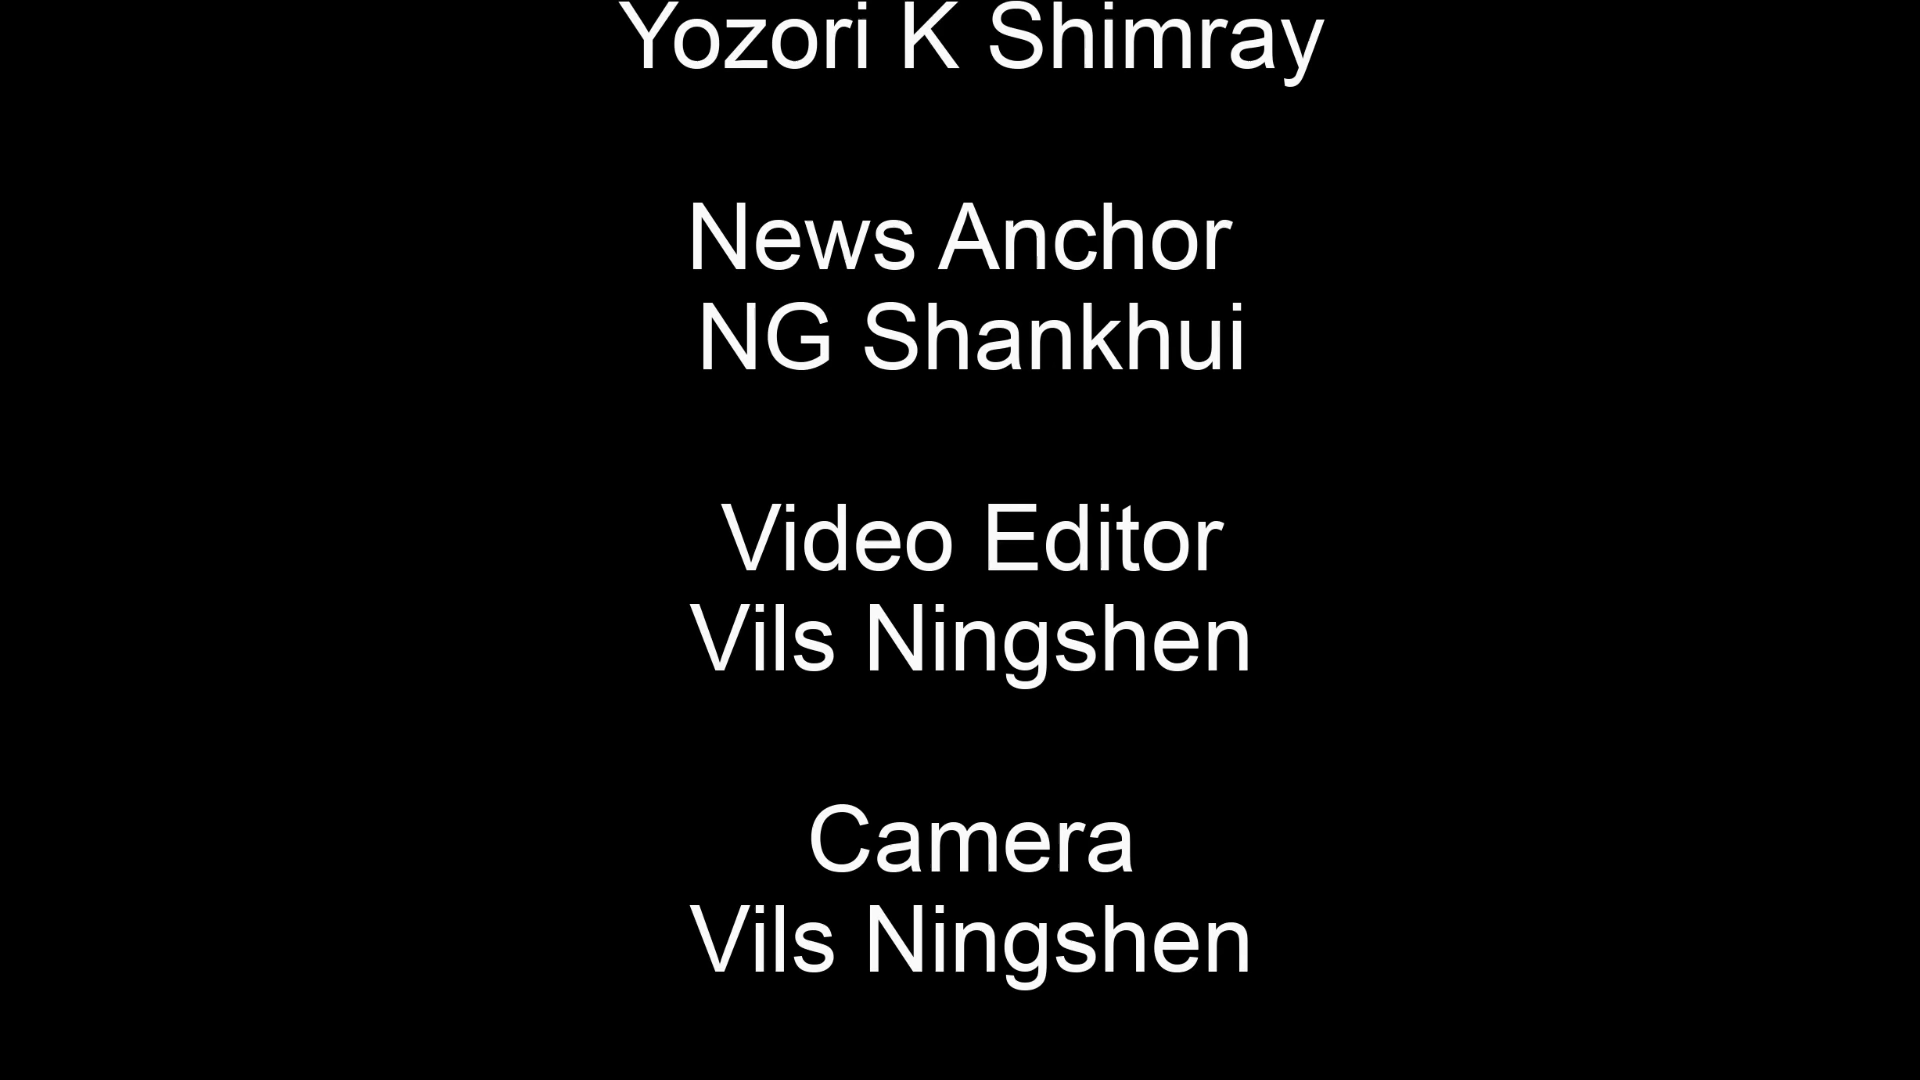 Yozori K Shimray
News Anchor
NG Shankhui
Video Editor
Vils Ningshen
Camera
Vils Ningshen